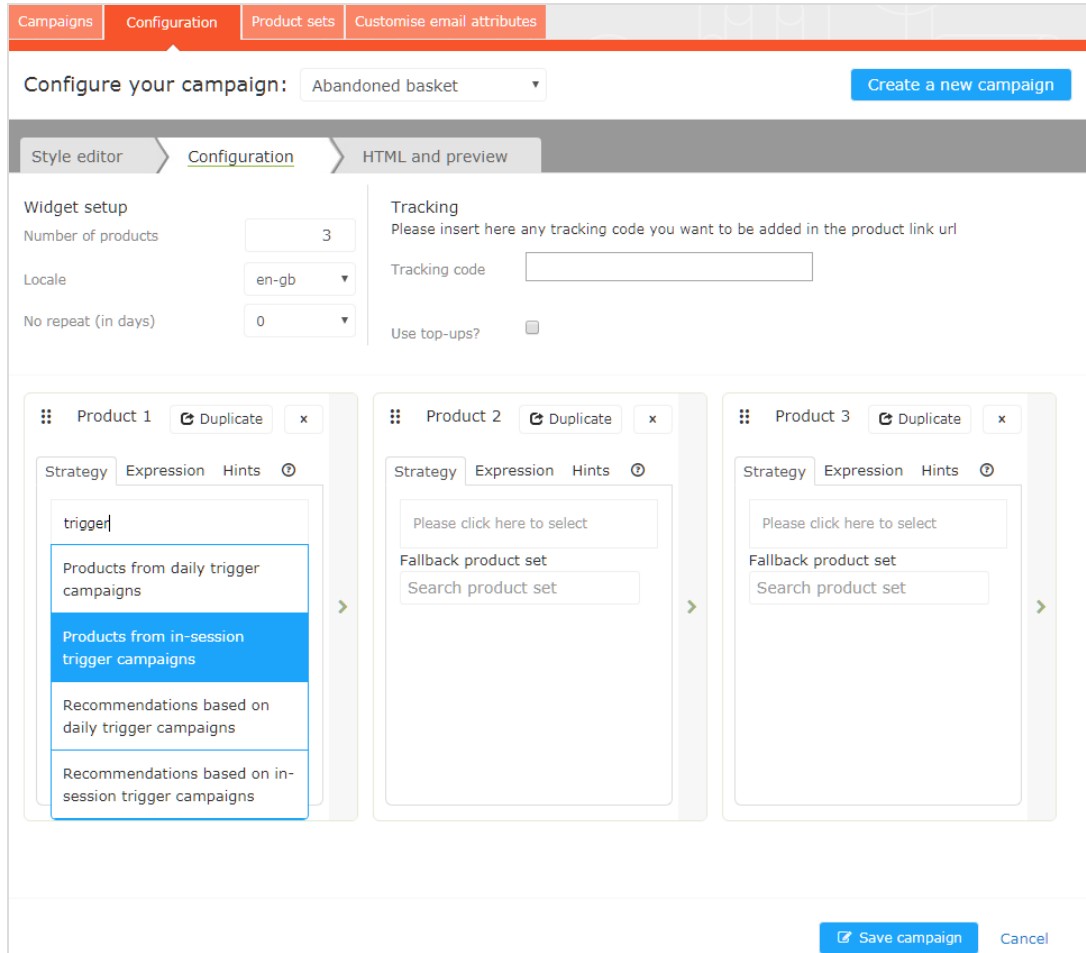 Campaigns Configuration Product sets Customise email attributes
Configure your campaign: Abandoned basket Create a new campaign
Style editor Configuration HTML and preview
Widget setup
Number of products 3
Locale en-gb
No repeat (in days) 0
Tracking
Please insert here any tracking code you want to be added in the product link url
Tracking code
Use top-ups?
Product 1 Duplicate x
Strategy Expression Hints ?
trigger
Products from daily trigger
campaigns
Products from in-session
trigger campaigns
Recommendations based on
daily trigger campaigns
Recommendations based on in-
session trigger campaigns
Product 2 Duplicate x
Strategy Expression Hints ?
Please click here to select
Fallback product set
Search product set
Product 3 Duplicate x
Strategy Expression Hints ?
Please click here to select
Fallback product set
Search product set
Save campaign Cancel